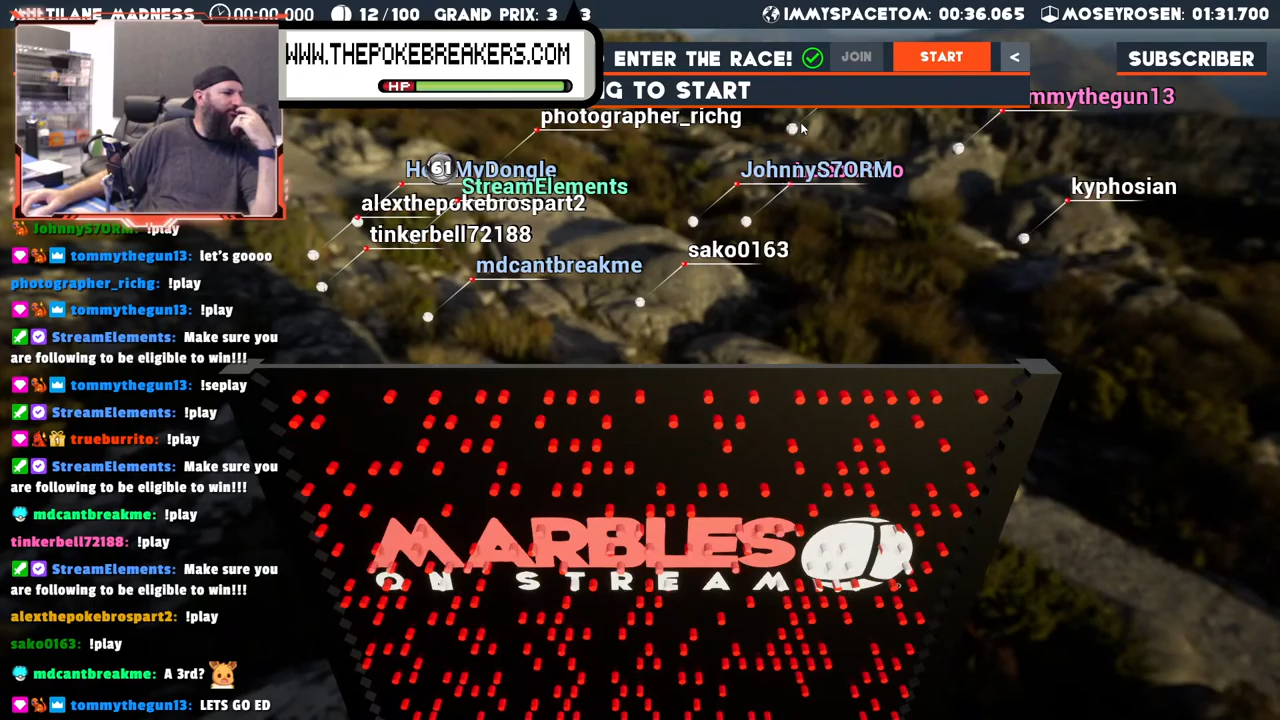 MULTILANE MADNESS 00:00.000 12/100 GRAND PRIX: 3 3 IMMYSPACETOM: 00:36.065 MOSEYROSEN: 01:31.700
WWW.THEPOKEBREAKERS.COM
HP
ENTER THE RACE! JOIN START < SUBSCRIBER
G TO START
mmythegun13
photographer_richg
61 MyDongle
JohnnyS7ORM
StreamElements
kyphosian
alexthepokebrospart2
tinkerbell72188
sako0163
mdcantbreakme
JohnnyS7ORM: !play
tommythegun13: let's goooo
photographer_richg: !play
tommythegun13: !play
StreamElements: Make sure you
are following to be eligible to win!!!
tommythegun13: !seplay
StreamElements: !play
trueburrito: !play
StreamElements: Make sure you
are following to be eligible to win!!!
mdcantbreakme: !play
tinkerbell72188: !play
StreamElements: Make sure you
are following to be eligible to win!!!
alexthepokebrospart2: !play
sako0163: !play
mdcantbreakme: A 3rd?
tommythegun13: LETS GO ED
MARBLES
ON STREAM